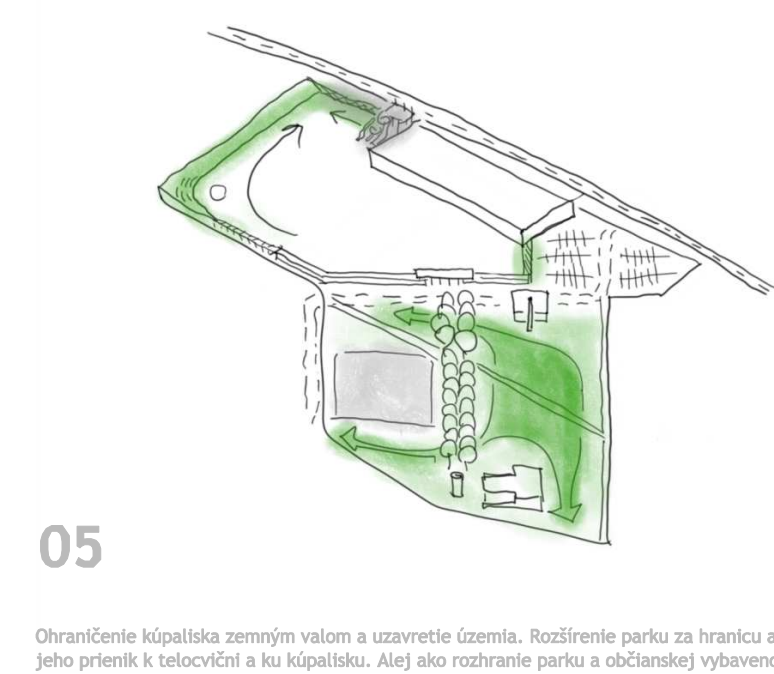 05
Ohraničenie kúpaliska zemným valom a uzavretie územia. Rozšírenie parku za hranicu a
jeho prienik k telocvični a ku kúpalisku. Alej ako rozhranie parku a občianskej vybaveno